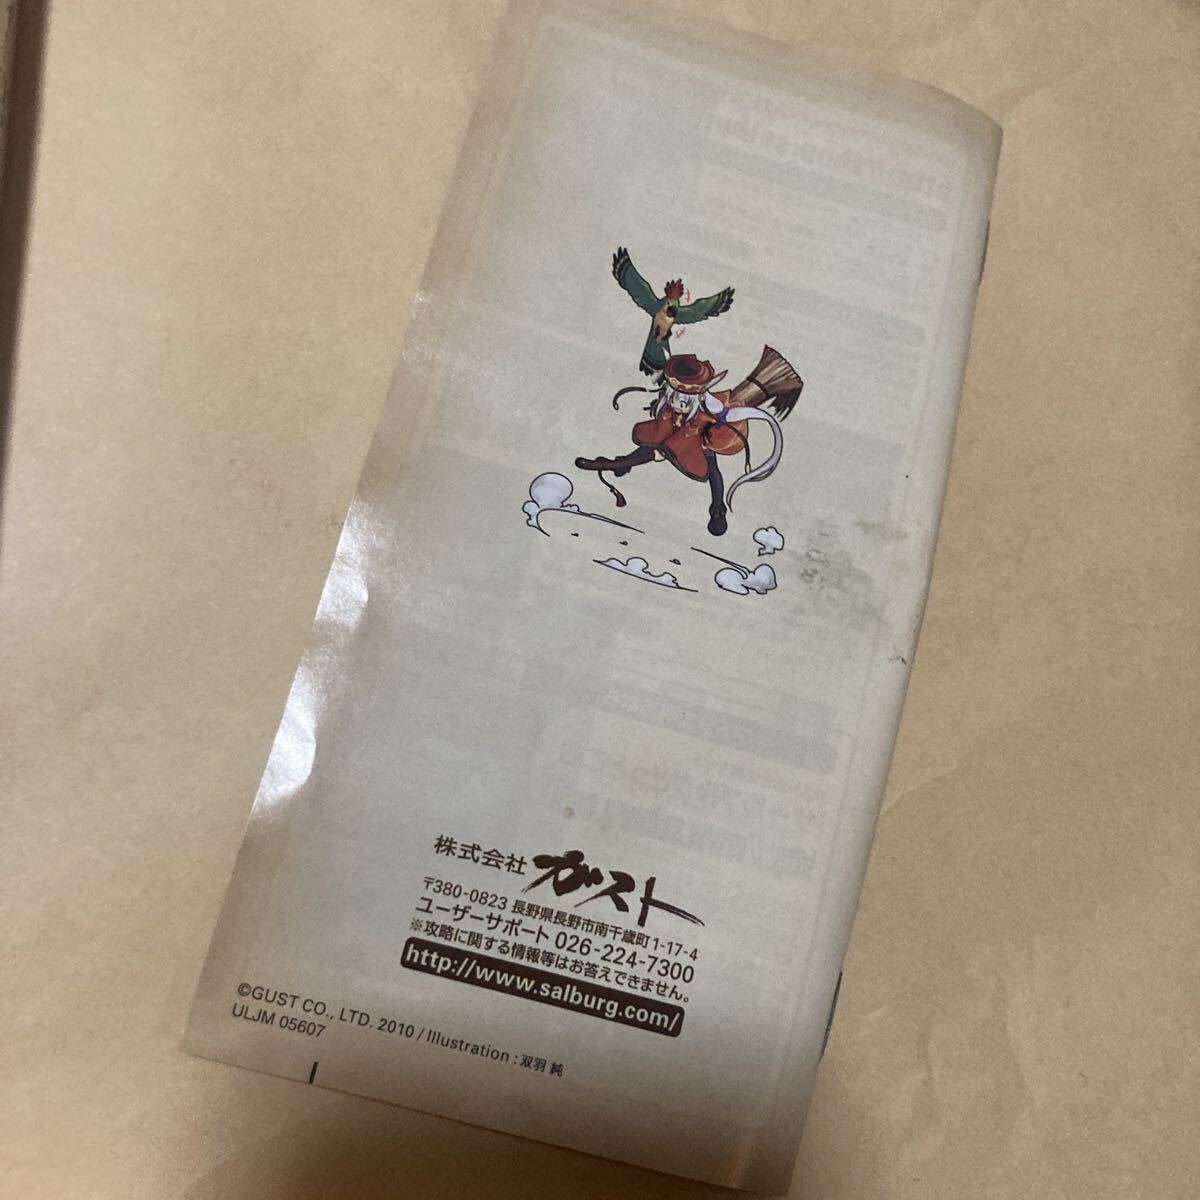 株式会社 ガスト
〒380-0823 長野県長野市南千歳町1-17-4
ユーザーサポート 026-224-7300
※攻略に関する情報等はお答えできません。
http://www.salburg.com/
©GUST CO., LTD. 2010 / Illustration : 双羽 純
ULJM 05607